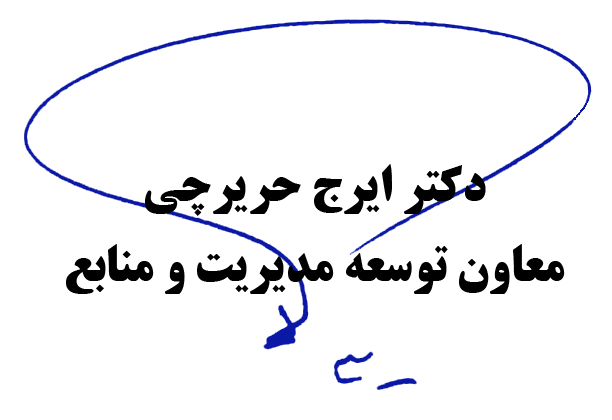 دکتر ایرج حریرچی
معاون توسعه مدیریت و منابع